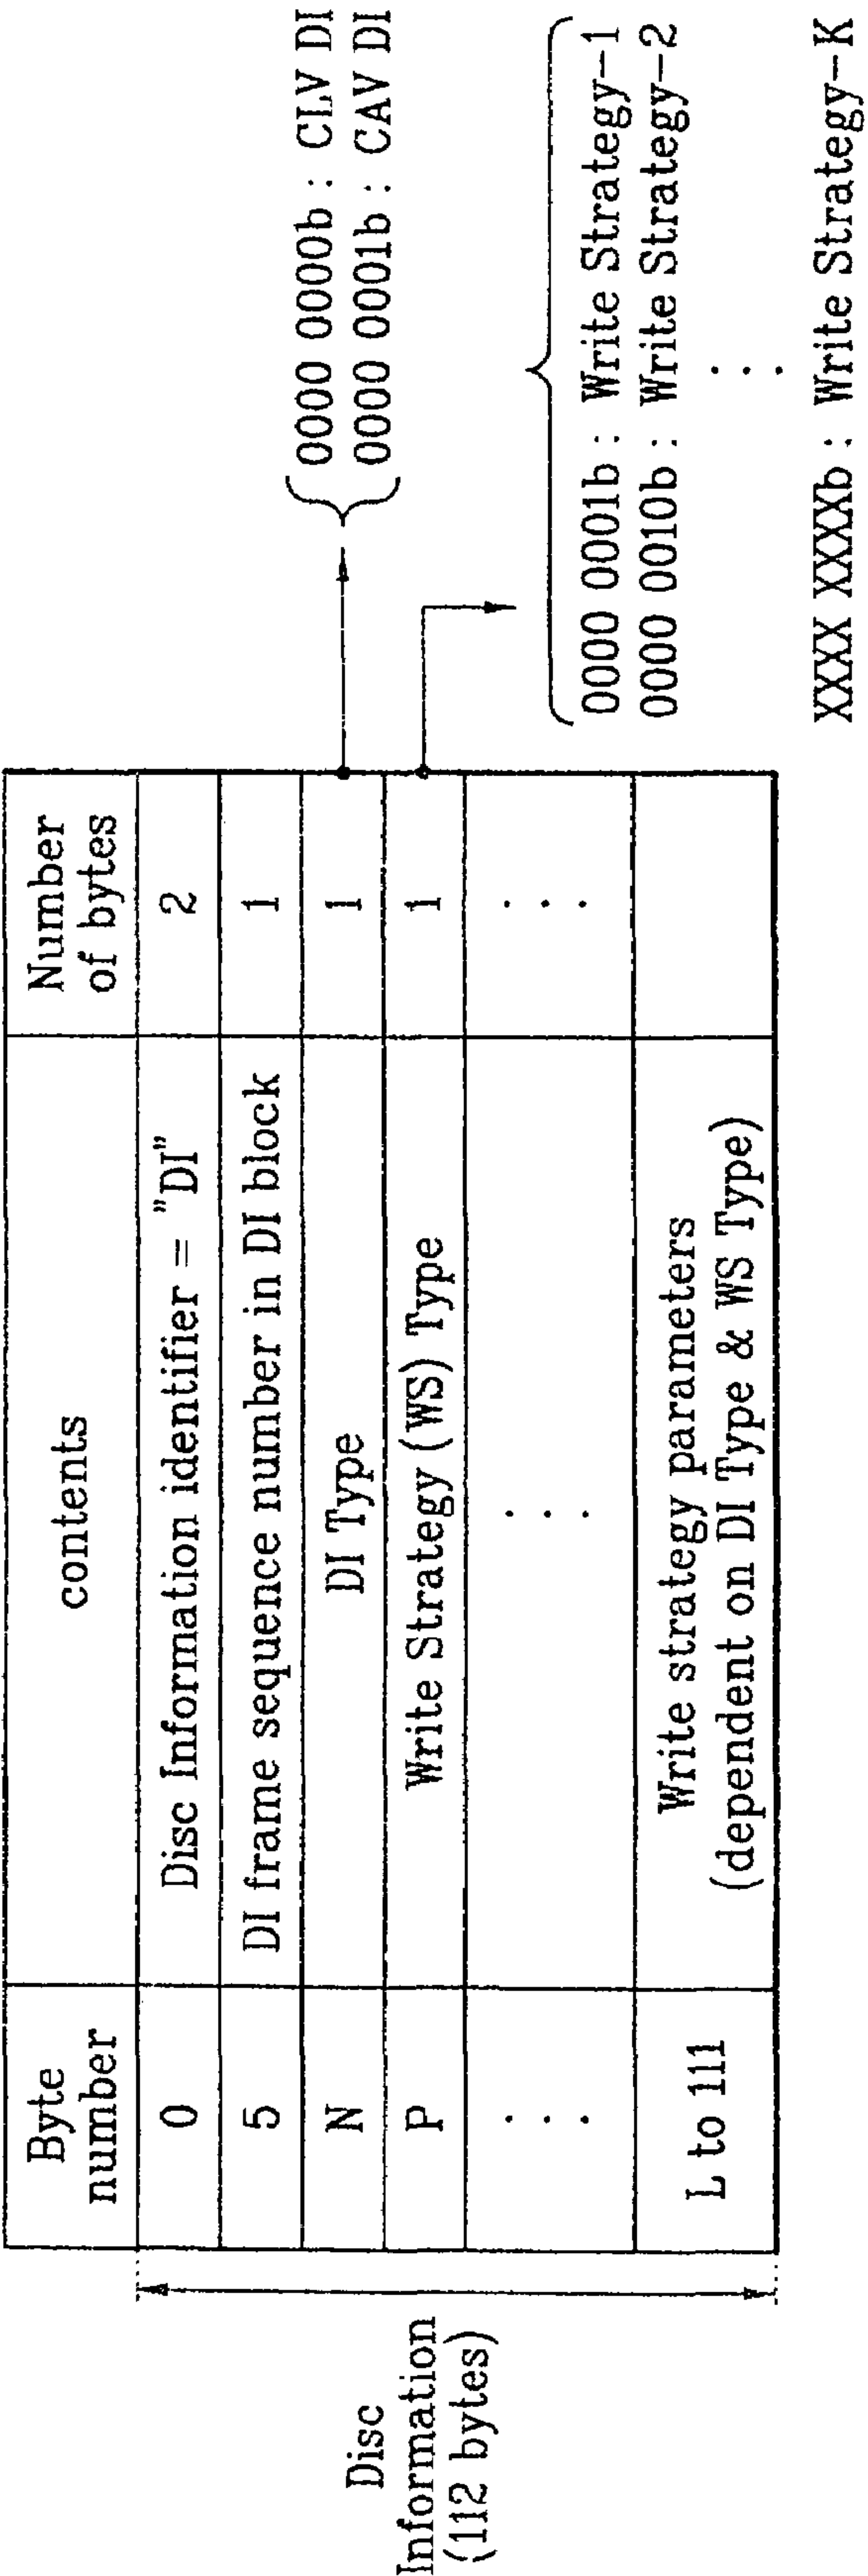 Byte
number
contents
Number
of bytes
0
Disc Information identifier = "DI"
2
5
DI frame sequence number in DI block
1
N
DI Type
1
P
Write Strategy (WS) Type
1
. . .
. . .
. . .
L to 111
Write strategy parameters
(dependent on DI Type & WS Type)
Disc
Information
(112 bytes)
0000 0000b : CLV DI
0000 0001b : CAV DI
0000 0001b : Write Strategy-1
0000 0010b : Write Strategy-2
. . .
XXXX XXXXb : Write Strategy-K